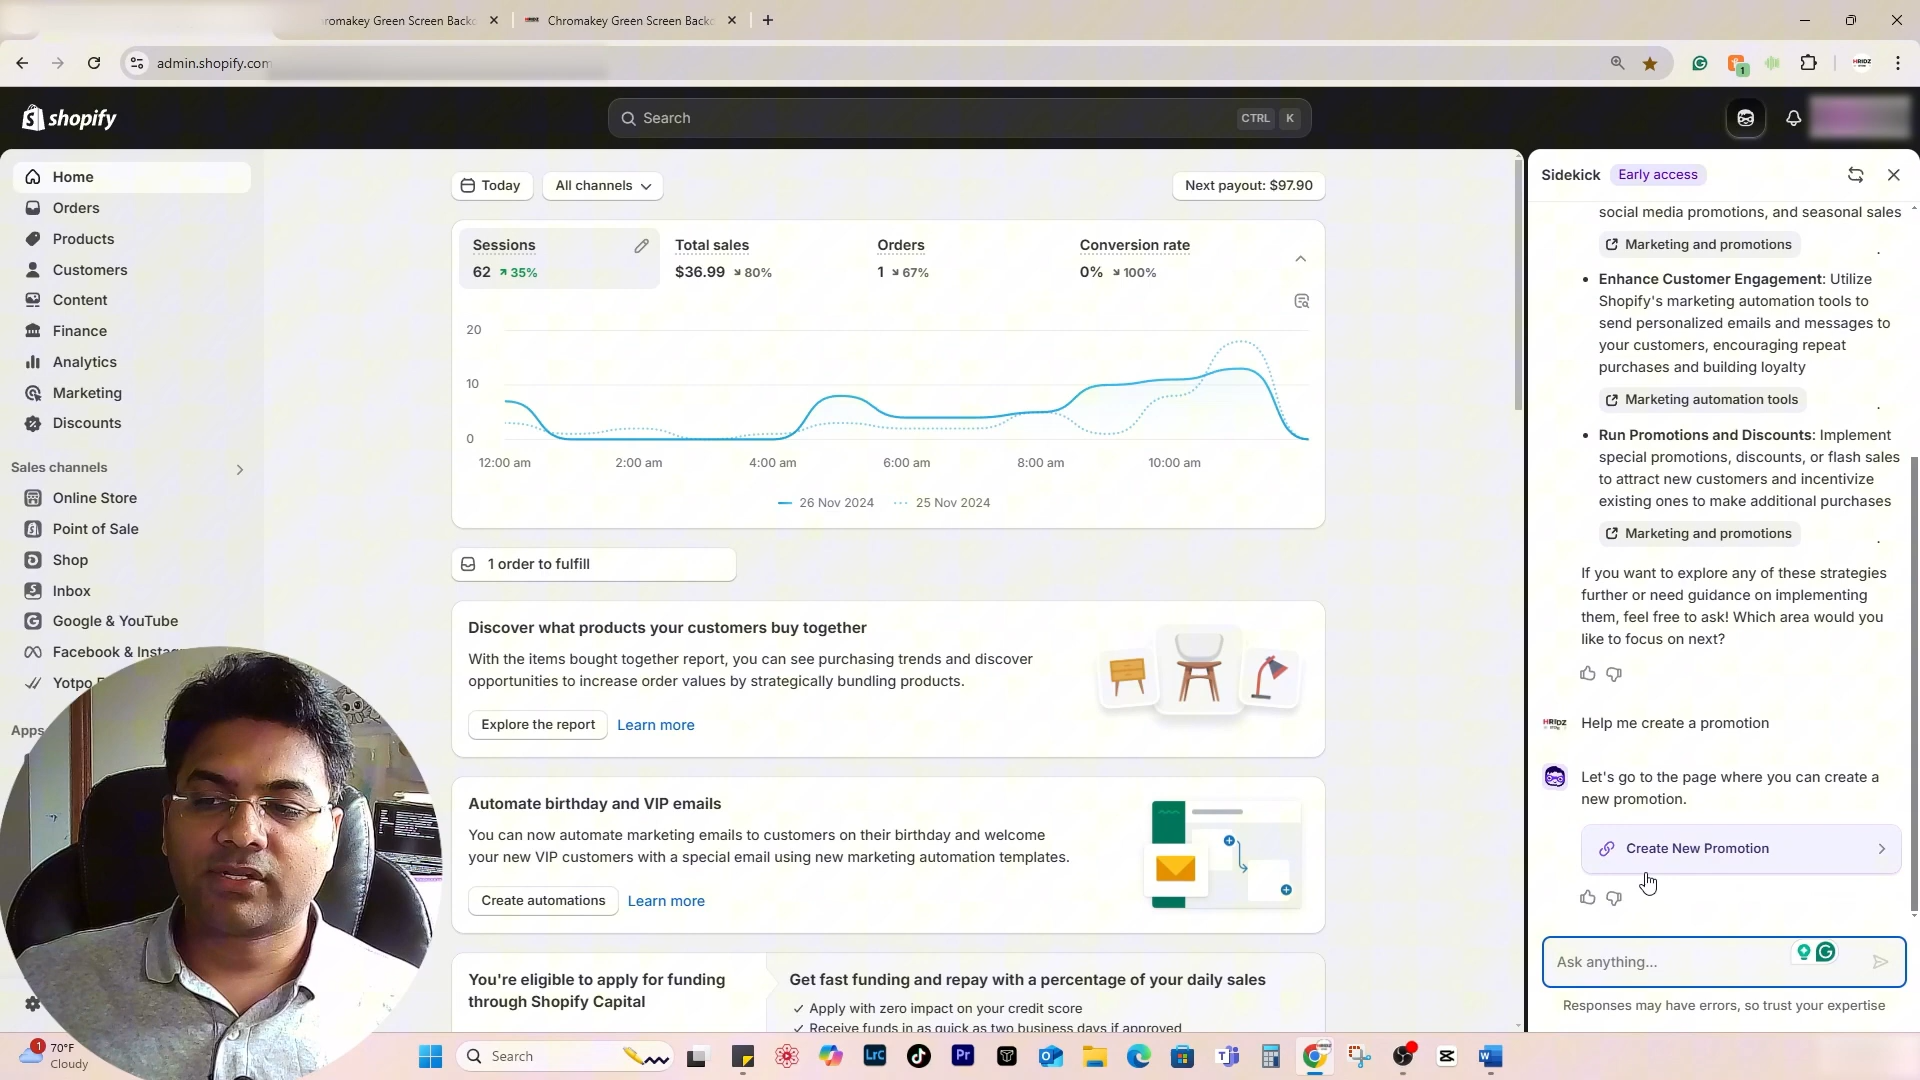 romakey Green Screen Backo
Chromakey Green Screen Backo
admin.shopify.com
1
HRIDZ
shopify
Search
CTRL K
Home
Orders
Products
Customers
Content
Finance
Analytics
Marketing
Discounts
Sales channels
Online Store
Point of Sale
Shop
Inbox
Google & YouTube
Facebook & Instag
Yotpo
Apps
Today
All channels
Next payout: $97.90
Sessions
62 35%
Total sales
$36.99 80%
Orders
1 67%
Conversion rate
0% 100%
20
10
0
12:00 am 2:00 am 4:00 am 6:00 am 8:00 am 10:00 am
26 Nov 2024 25 Nov 2024
1 order to fulfill
Discover what products your customers buy together
With the items bought together report, you can see purchasing trends and discover
opportunities to increase order values by strategically bundling products.
Explore the report
Learn more
Automate birthday and VIP emails
You can now automate marketing emails to customers on their birthday and welcome
your new VIP customers with a special email using new marketing automation templates.
Create automations
Learn more
You're eligible to apply for funding
through Shopify Capital
Get fast funding and repay with a percentage of your daily sales
✓ Apply with zero impact on your credit score
✓ Receive funds in as quick as two business days if approved
Sidekick Early access
social media promotions, and seasonal sales
Marketing and promotions .
• Enhance Customer Engagement: Utilize
Shopify's marketing automation tools to
send personalized emails and messages to
your customers, encouraging repeat
purchases and building loyalty
Marketing automation tools .
• Run Promotions and Discounts: Implement
special promotions, discounts, or flash sales
to attract new customers and incentivize
existing ones to make additional purchases
Marketing and promotions .
If you want to explore any of these strategies
further or need guidance on implementing
them, feel free to ask! Which area would you
like to focus on next?
HRIDZ
Help me create a promotion
Let's go to the page where you can create a
new promotion.
Create New Promotion
Ask anything...
Responses may have errors, so trust your expertise
1
70°F
Cloudy
Search
LrC
Pr